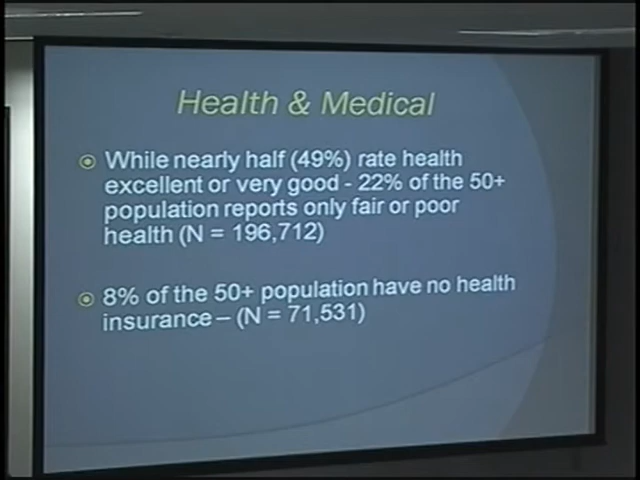 Health & Medical
While nearly half (49%) rate health
excellent or very good - 22% of the 50+
population reports only fair or poor
health (N = 196,712)
8% of the 50+ population have no health
insurance – (N = 71,531)